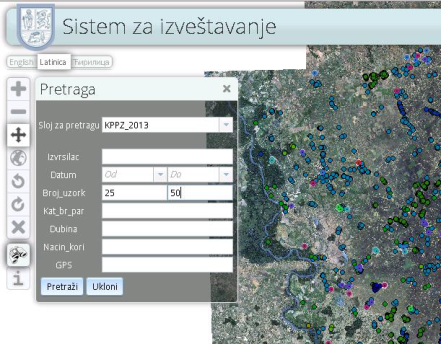 Sistem za izveštavanje
English Latinica Ћирилица
Pretraga
Sloj za pretragu KPPZ_2013
Izvrsilac
Datum Od Do
Broj_uzork 25 50
Kat_br_par
Dubina
Nacin_kori
GPS
Pretraži Ukloni